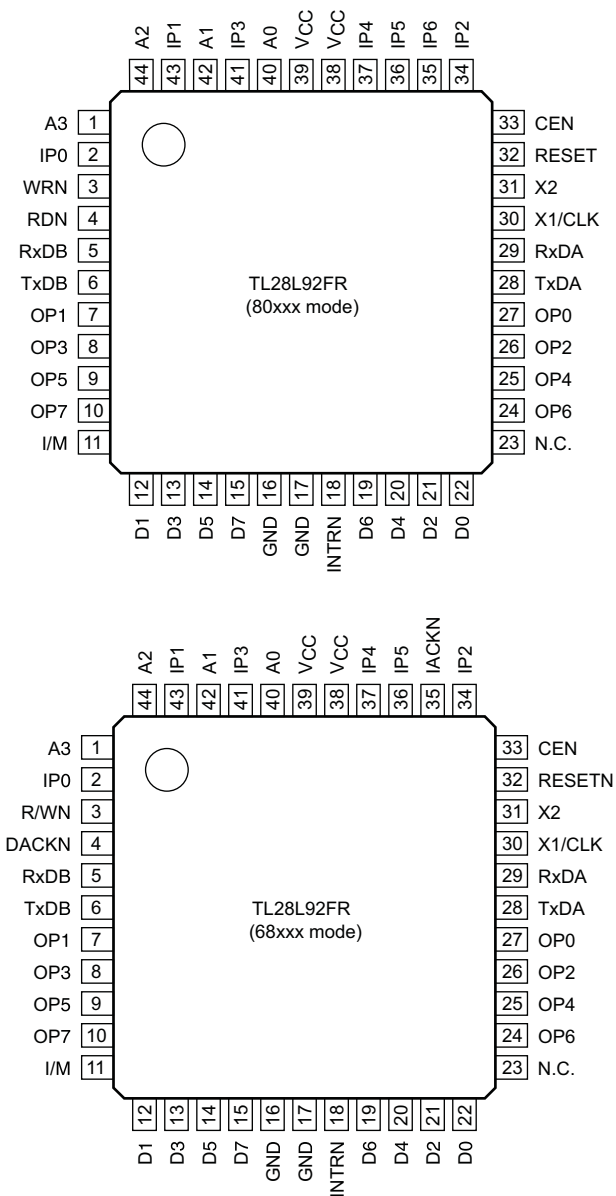 A2 IP1 A1 IP3 A0 VCC VCC IP4 IP5 IP6 IP2
44 43 42 41 40 39 38 37 36 35 34
A3 1 33 CEN
IP0 2 32 RESET
WRN 3 31 X2
RDN 4 30 X1/CLK
RxDB 5 29 RxDA
TxDB 6 28 TxDA
TL28L92FR
(80xxx mode)
OP1 7 27 OP0
OP3 8 26 OP2
OP5 9 25 OP4
OP7 10 24 OP6
I/M 11 23 N.C.
12 13 14 15 16 17 18 19 20 21 22
D1 D3 D5 D7 GND GND INTRN D6 D4 D2 D0
A2 IP1 A1 IP3 A0 VCC VCC IP4 IP5 IACKN IP2
44 43 42 41 40 39 38 37 36 35 34
A3 1 33 CEN
IP0 2 32 RESETN
R/WN 3 31 X2
DACKN 4 30 X1/CLK
RxDB 5 29 RxDA
TxDB 6 28 TxDA
TL28L92FR
(68xxx mode)
OP1 7 27 OP0
OP3 8 26 OP2
OP5 9 25 OP4
OP7 10 24 OP6
I/M 11 23 N.C.
12 13 14 15 16 17 18 19 20 21 22
D1 D3 D5 D7 GND GND INTRN D6 D4 D2 D0